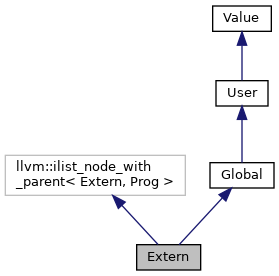 Value
User
Global
llvm::ilist_node_with
_parent< Extern, Prog >
Extern